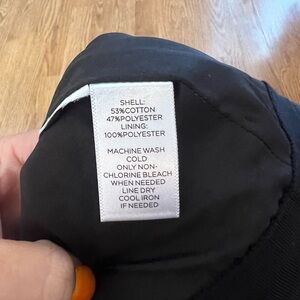 SHELL:
53%COTTON
47%POLYESTER
LINING:
100%POLYESTER
MACHINE WASH
COLD
ONLY NON-
CHLORINE BLEACH
WHEN NEEDED
LINE DRY
COOL IRON
IF NEEDED